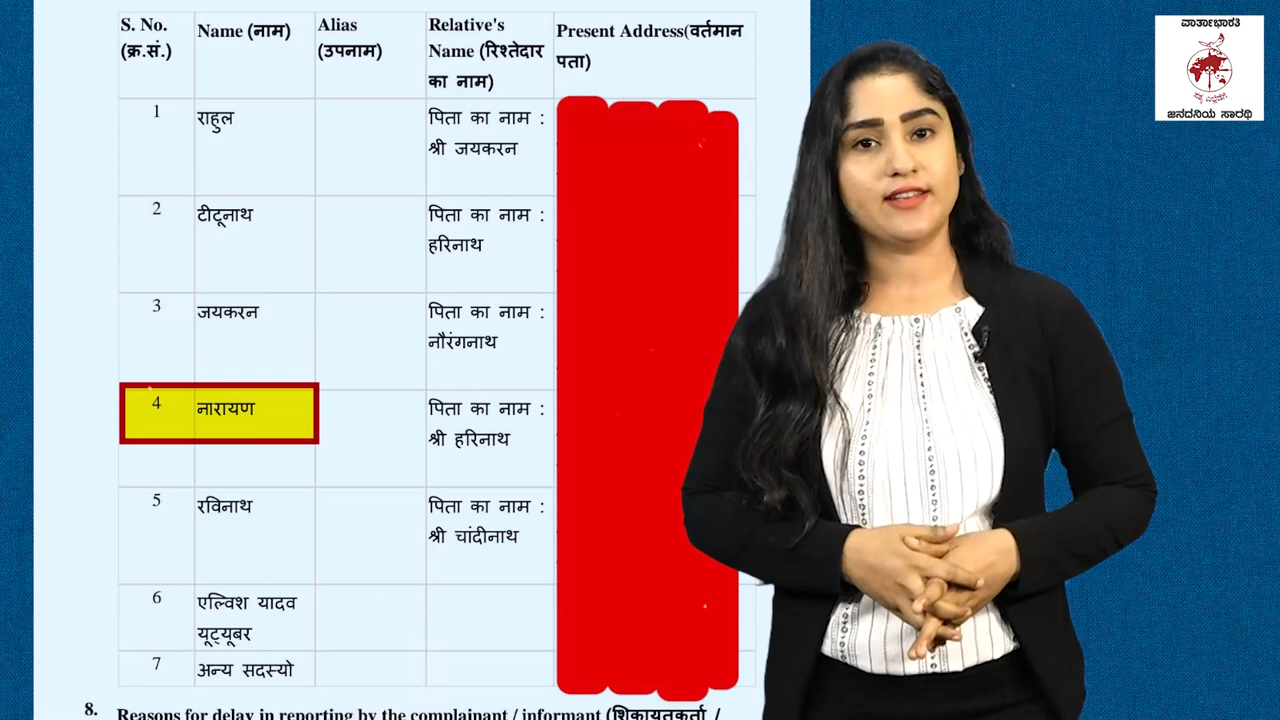 S. No. Name (नाम) Alias Relative's Present Address(वर्तमान
(क्र.सं.) (उपनाम) Name (रिश्तेदार पता)
का नाम)
1 राहुल पिता का नाम :
श्री जयकरन
2 टीटूनाथ पिता का नाम :
हरिनाथ
3 जयकरन पिता का नाम :
नौरंगनाथ
4 नारायण पिता का नाम :
श्री हरिनाथ
5 रविनाथ पिता का नाम :
श्री चांदीनाथ
6 एल्विश यादव
यूट्यूबर
7 अन्य सदस्यो
8. Reasons for delay in reporting by the complainant / informant (शिकायतकर्ता /
ವಾರ್ತಾಭಾರತಿ
ಜನದನಿಯ ಸಾರಥಿ